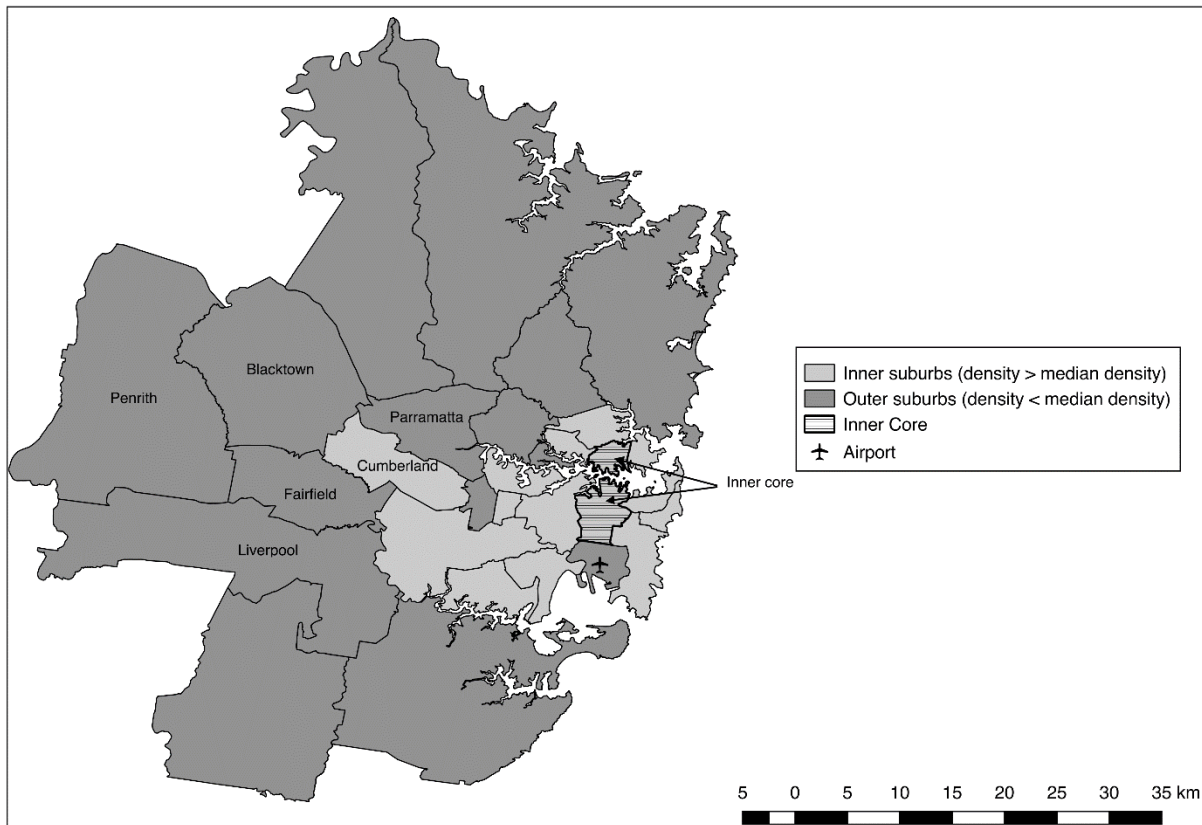 Penrith
Blacktown
Parramatta
Cumberland
Fairfield
Liverpool
Inner core
Inner suburbs (density > median density)
Outer suburbs (density < median density)
Inner Core
Airport
5 0 5 10 15 20 25 30 35 km